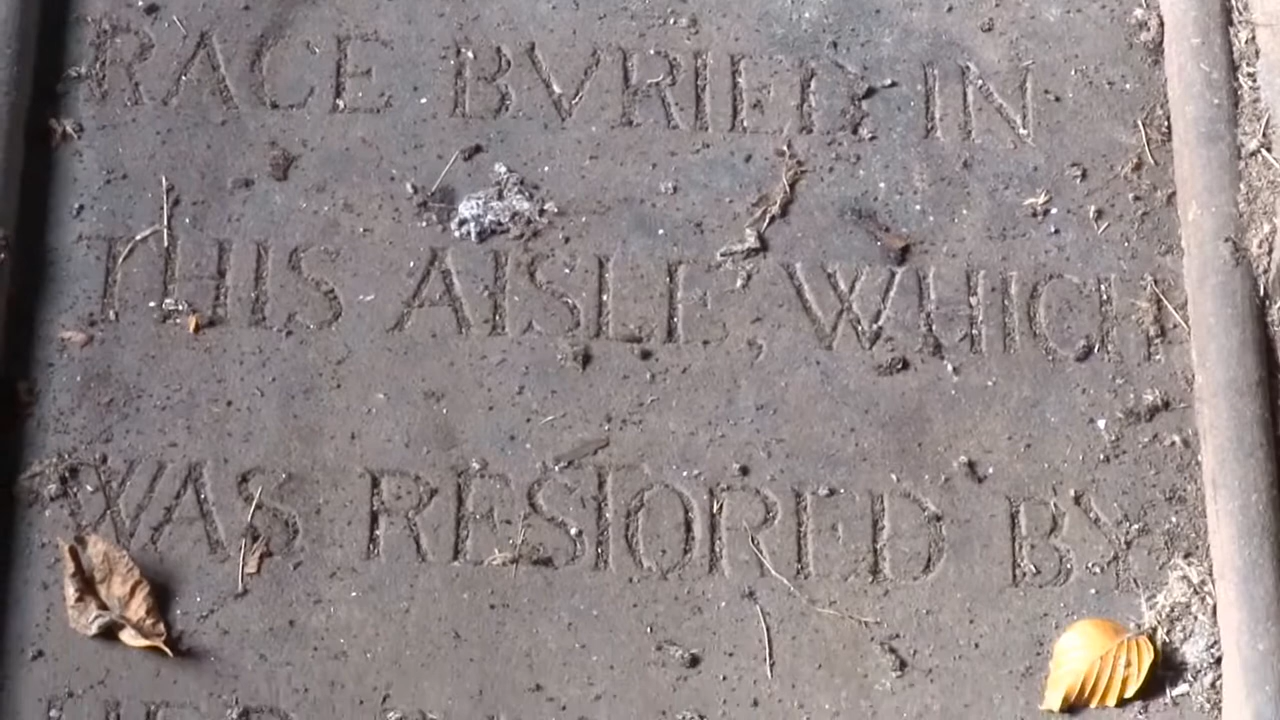 RACE BVRIED IN
THIS AISLE, WHICH
WAS RESTORED BY